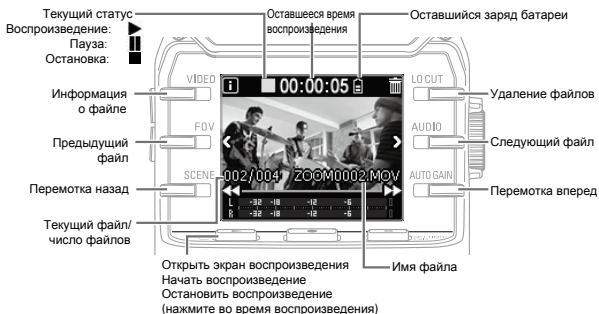 Текущий статус
Воспроизведение:
Пауза:
Остановка:
Оставшееся время
воспроизведения
Оставшийся заряд батареи
VIDEO
i 00:00:05
LO CUT
Информация
о файле
Удаление файлов
FOV
AUDIO
Предыдущий
файл
Следующий файл
SCENE
002/004 ZOOM0002.MOV
AUTO GAIN
Перемотка назад
Перемотка вперед
L -32 -18 -12 -6
R -32 -18 -12 -6
Текущий файл/
число файлов
Открыть экран воспроизведения
Начать воспроизведение
Остановить воспроизведение
(нажмите во время воспроизведения)
Имя файла